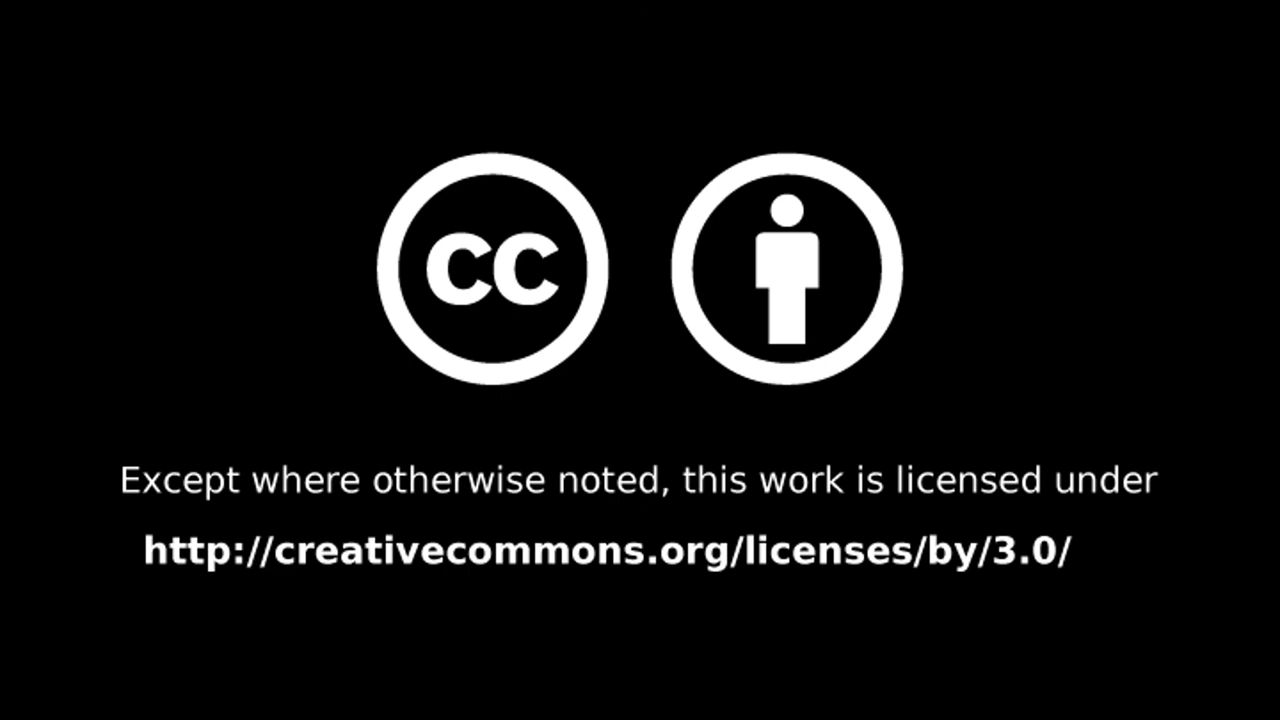 cc
Except where otherwise noted, this work is licensed under
http://creativecommons.org/licenses/by/3.0/